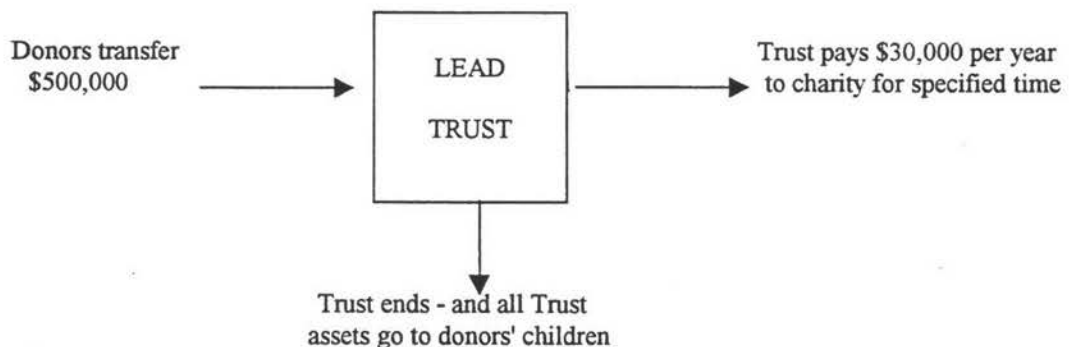 Donors transfer
$500,000
LEAD
TRUST
Trust pays $30,000 per year
to charity for specified time
Trust ends - and all Trust
assets go to donors' children